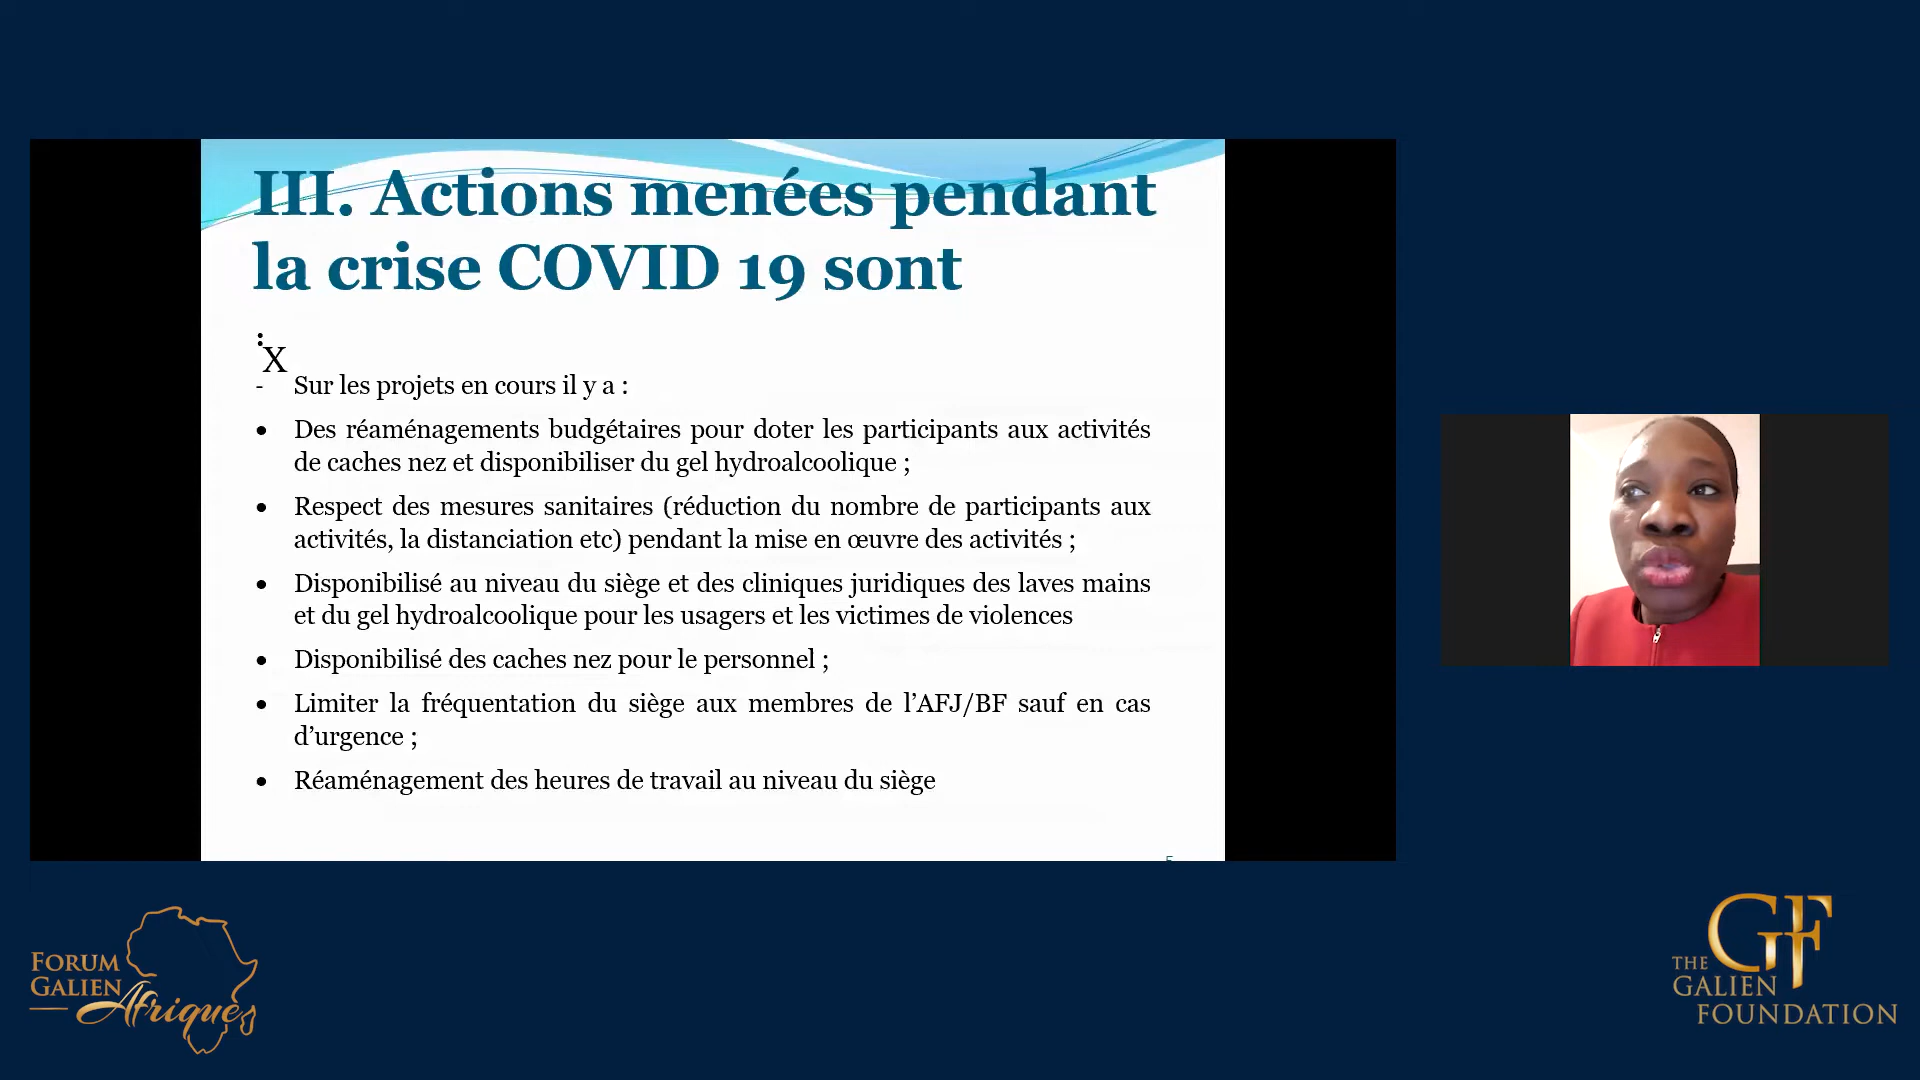 III. Actions menées pendant
la crise COVID 19 sont
:
X
- Sur les projets en cours il y a :
• Des réaménagements budgétaires pour doter les participants aux activités
de caches nez et disponibiliser du gel hydroalcoolique ;
• Respect des mesures sanitaires (réduction du nombre de participants aux
activités, la distanciation etc) pendant la mise en œuvre des activités ;
• Disponibilisé au niveau du siège et des cliniques juridiques des laves mains
et du gel hydroalcoolique pour les usagers et les victimes de violences
• Disponibilisé des caches nez pour le personnel ;
• Limiter la fréquentation du siège aux membres de l’AFJ/BF sauf en cas
d’urgence ;
• Réaménagement des heures de travail au niveau du siège
FORUM
GALIEN
Afrique
GF
THE
GALIEN
FOUNDATION